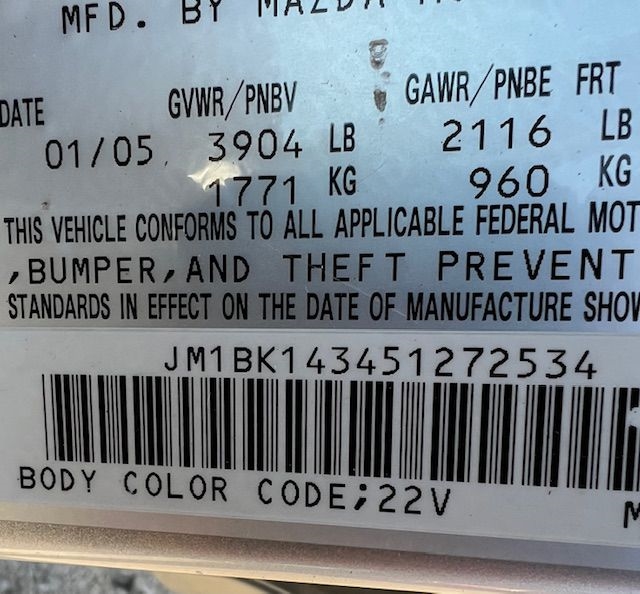 MFD. BY MAZDA
DATE GVWR/PNBV GAWR/PNBE FRT
01/05 3904 LB 2116 LB
1771 KG 960 KG
THIS VEHICLE CONFORMS TO ALL APPLICABLE FEDERAL MOT
,BUMPER,AND THEFT PREVENT
STANDARDS IN EFFECT ON THE DATE OF MANUFACTURE SHOW
JM1BK143451272534
BODY COLOR CODE;22V M